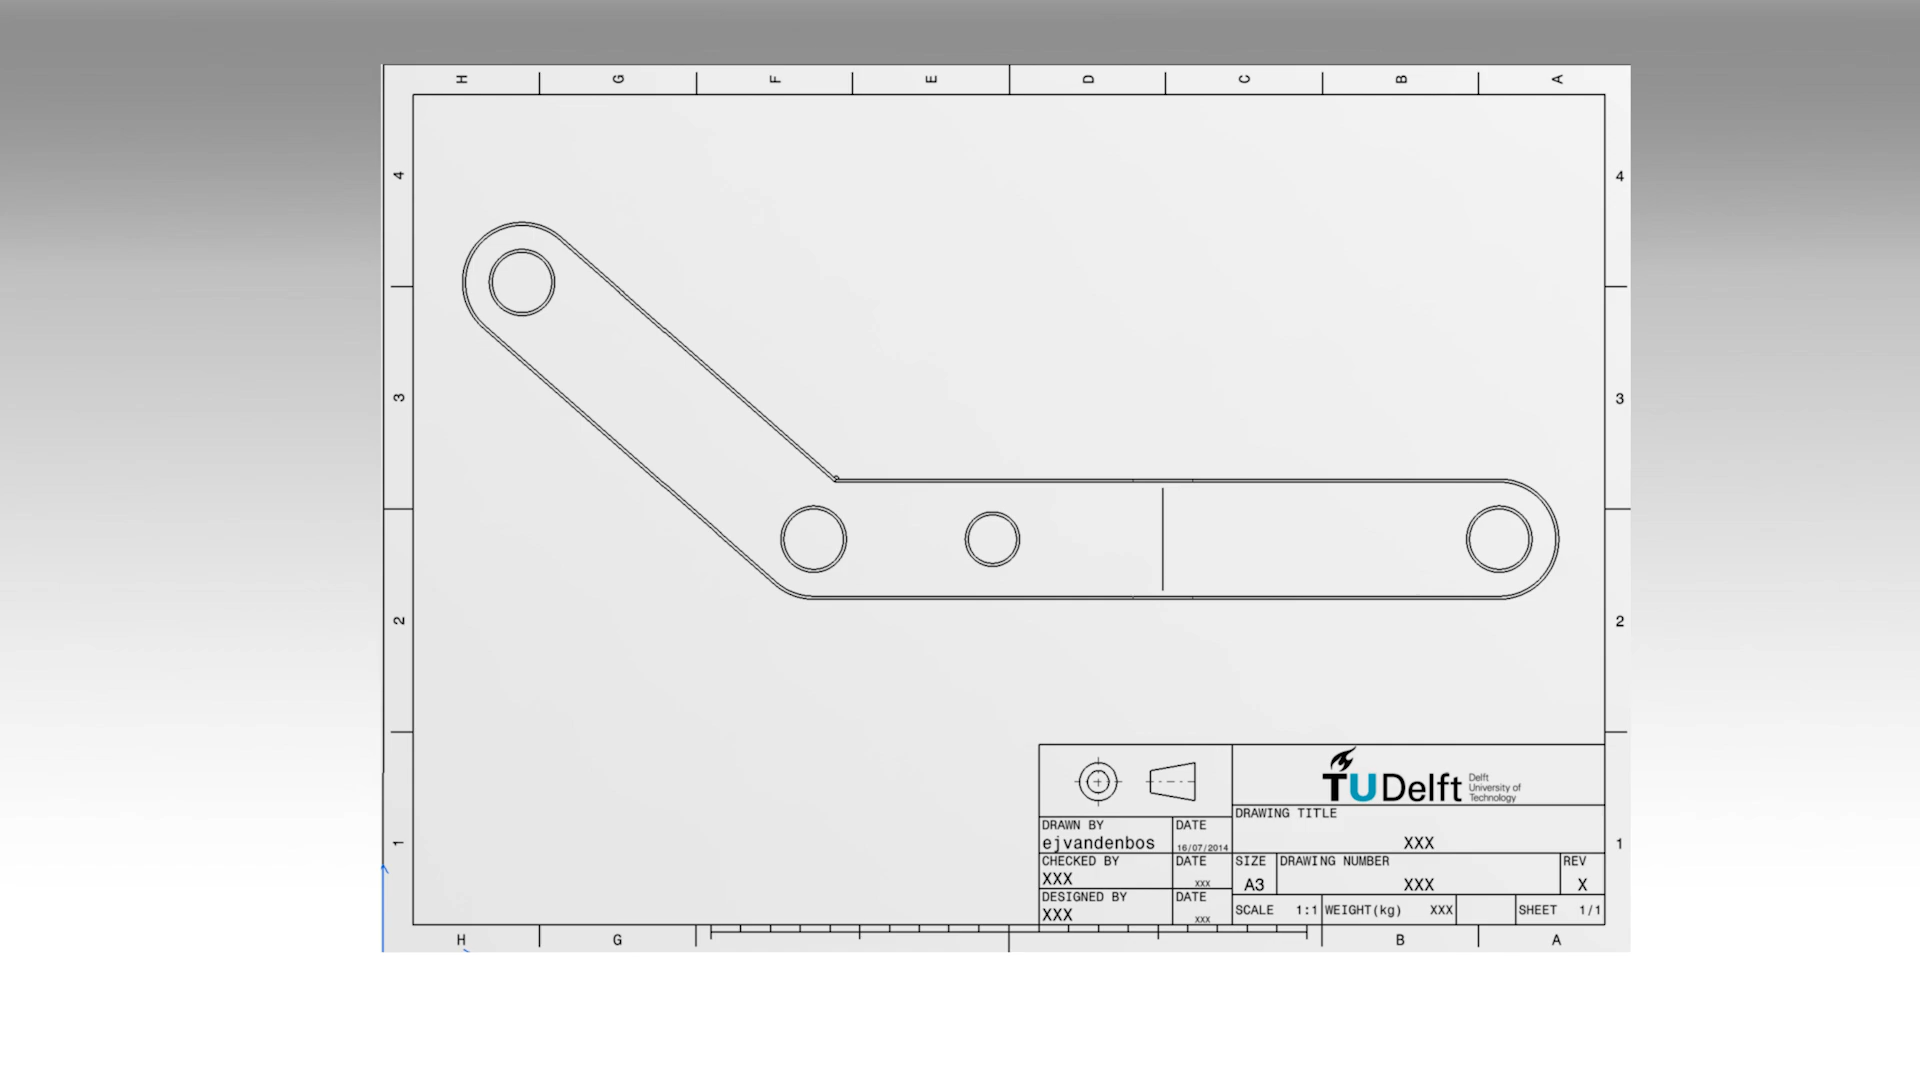 H G F E D C B A
4 4
3 3
2 2
1 1
TUDelft Delft
University of
Technology
DRAWING TITLE
XXX
DRAWN BY DATE
ejvandenbos 16/07/2014
CHECKED BY DATE
XXX XXX
DESIGNED BY DATE
XXX XXX
SIZE DRAWING NUMBER REV
A3 XXX X
SCALE 1:1 WEIGHT(kg) XXX SHEET 1/1
H G B A